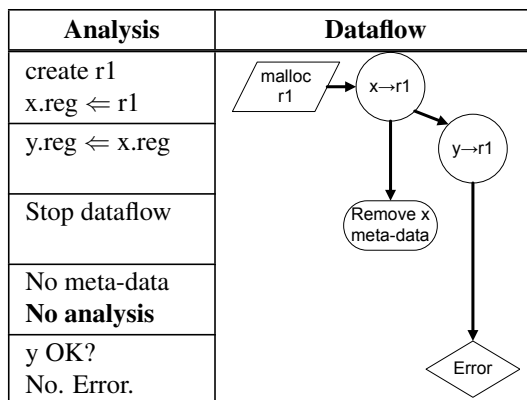 Analysis
Dataflow
create r1
x.reg ⇐ r1
y.reg ⇐ x.reg
Stop dataflow
No meta-data
No analysis
y OK?
No. Error.
malloc
r1
x→r1
y→r1
Remove x
meta-data
Error